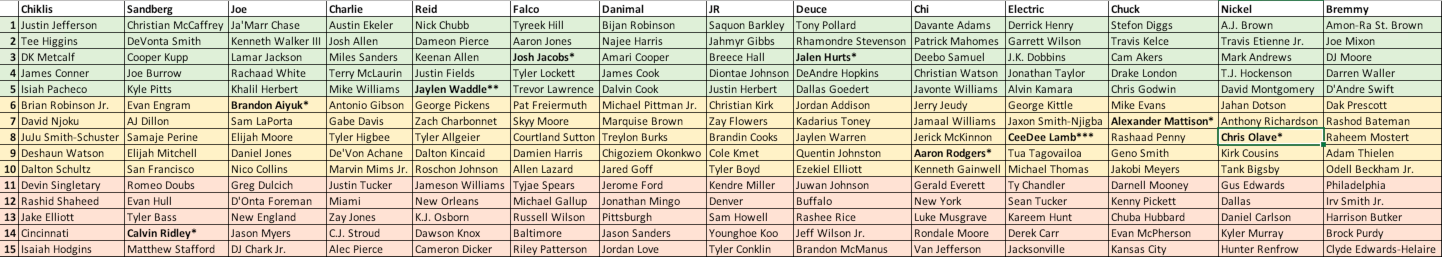 Chiklis Sandberg Joe Charlie Reid Falco Danimal JR Deuce Chi Electric Chuck Nickel Bremmy
1 Justin Jefferson Christian McCaffrey Ja'Marr Chase Austin Ekeler Nick Chubb Tyreek Hill Bijan Robinson Saquon Barkley Tony Pollard Davante Adams Derrick Henry Stefon Diggs A.J. Brown Amon-Ra St. Brown
2 Tee Higgins DeVonta Smith Kenneth Walker III Josh Allen Dameon Pierce Aaron Jones Najee Harris Jahmyr Gibbs Rhamondre Stevenson Patrick Mahomes Garrett Wilson Travis Kelce Travis Etienne Jr. Joe Mixon
3 DK Metcalf Cooper Kupp Lamar Jackson Miles Sanders Keenan Allen Josh Jacobs* Amari Cooper Breece Hall Jalen Hurts* Deebo Samuel J.K. Dobbins Cam Akers Mark Andrews DJ Moore
4 James Conner Joe Burrow Rachaad White Terry McLaurin Justin Fields Tyler Lockett James Cook Diontae Johnson DeAndre Hopkins Christian Watson Jonathan Taylor Drake London T.J. Hockenson Darren Waller
5 Isiah Pacheco Kyle Pitts Khalil Herbert Mike Williams Jaylen Waddle** Trevor Lawrence Dalvin Cook Justin Herbert Dallas Goedert Javonte Williams Alvin Kamara Chris Godwin David Montgomery D'Andre Swift
6 Brian Robinson Jr. Evan Engram Brandon Aiyuk* Antonio Gibson George Pickens Pat Freiermuth Michael Pittman Jr. Christian Kirk Jordan Addison Jerry Jeudy George Kittle Mike Evans Jahan Dotson Dak Prescott
7 David Njoku AJ Dillon Sam LaPorta Gabe Davis Zach Charbonnet Skyy Moore Marquise Brown Zay Flowers Kadarius Toney Jamaal Williams Jaxon Smith-Njigba Alexander Mattison* Anthony Richardson Rashod Bateman
8 JuJu Smith-Schuster Samaje Perine Elijah Moore Tyler Higbee Tyler Allgeier Courtland Sutton Treylon Burks Brandin Cooks Jaylen Warren Jerick McKinnon CeeDee Lamb*** Rashaad Penny Chris Olave* Raheem Mostert
9 Deshaun Watson Elijah Mitchell Daniel Jones De'Von Achane Dalton Kincaid Damien Harris Chigoziem Okonkwo Cole Kmet Quentin Johnston Aaron Rodgers* Tua Tagovailoa Geno Smith Kirk Cousins Adam Thielen
10 Dalton Schultz San Francisco Nico Collins Marvin Mims Jr. Roschon Johnson Allen Lazard Jared Goff Tyler Boyd Ezekiel Elliott Kenneth Gainwell Michael Thomas Jakobi Meyers Tank Bigsby Odell Beckham Jr.
11 Devin Singletary Romeo Doubs Greg Dulcich Justin Tucker Jameson Williams Tyjae Spears Jerome Ford Kendre Miller Juwan Johnson Gerald Everett Ty Chandler Darnell Mooney Gus Edwards Philadelphia
12 Rashid Shaheed Evan Hull D'Onta Foreman Miami New Orleans Michael Gallup Jonathan Mingo Denver Buffalo New York Sean Tucker Kenny Pickett Dallas Irv Smith Jr.
13 Jake Elliott Tyler Bass New England Zay Jones K.J. Osborn Russell Wilson Pittsburgh Sam Howell Rashee Rice Luke Musgrave Kareem Hunt Chuba Hubbard Daniel Carlson Harrison Butker
14 Cincinnati Calvin Ridley* Jason Myers C.J. Stroud Dawson Knox Baltimore Jason Sanders Younghoe Koo Jeff Wilson Jr. Rondale Moore Derek Carr Evan McPherson Kyler Murray Brock Purdy
15 Isaiah Hodgins Matthew Stafford DJ Chark Jr. Alec Pierce Cameron Dicker Riley Patterson Jordan Love Tyler Conklin Brandon McManus Van Jefferson Jacksonville Kansas City Hunter Renfrow Clyde Edwards-Helaire